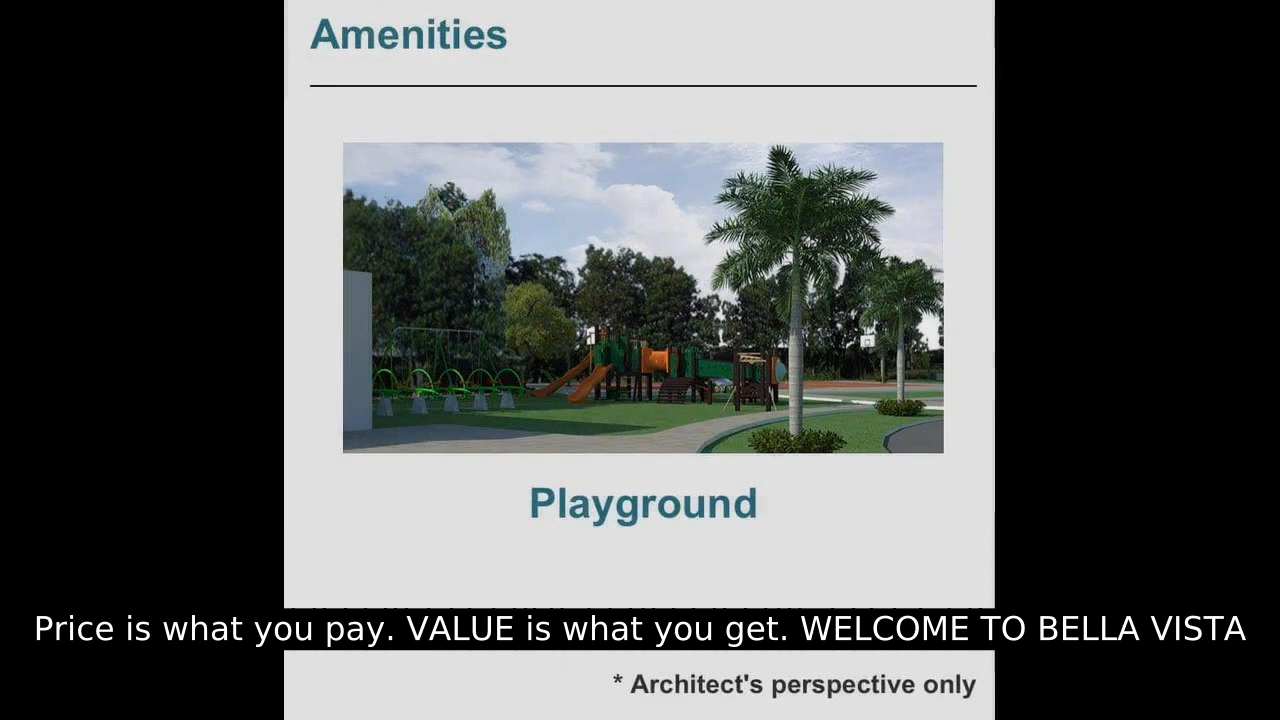 Amenities
Playground
Price is what you pay. VALUE is what you get. WELCOME TO BELLA VISTA
* Architect's perspective only